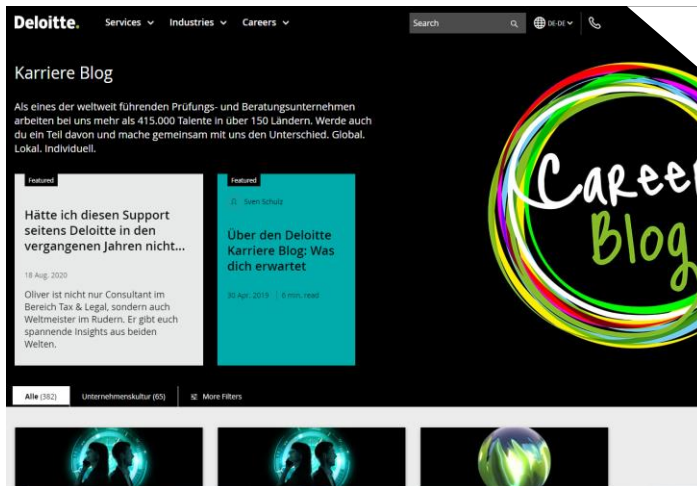 Deloitte.
Services
Industries
Careers
Search
DE-DE
Karriere Blog
Als eines der weltweit führenden Prüfungs- und Beratungsunternehmen
arbeiten bei uns mehr als 415.000 Talente in über 150 Ländern. Werde auch
du ein Teil davon und mache gemeinsam mit uns den Unterschied. Global.
Lokal. Individuell.
Featured
Hätte ich diesen Support
seitens Deloitte in den
vergangenen Jahren nicht...
18 Aug. 2020
Oliver ist nicht nur Consultant im
Bereich Tax & Legal, sondern auch
Weltmeister im Rudern. Er gibt euch
spannende Insights aus beiden
Welten.
Featured
Sven Schulz
Über den Deloitte
Karriere Blog: Was
dich erwartet
30 Apr. 2019 | 6 min. read
Career
Blog
Alle (382)
Unternehmenskultur (65)
More Filters